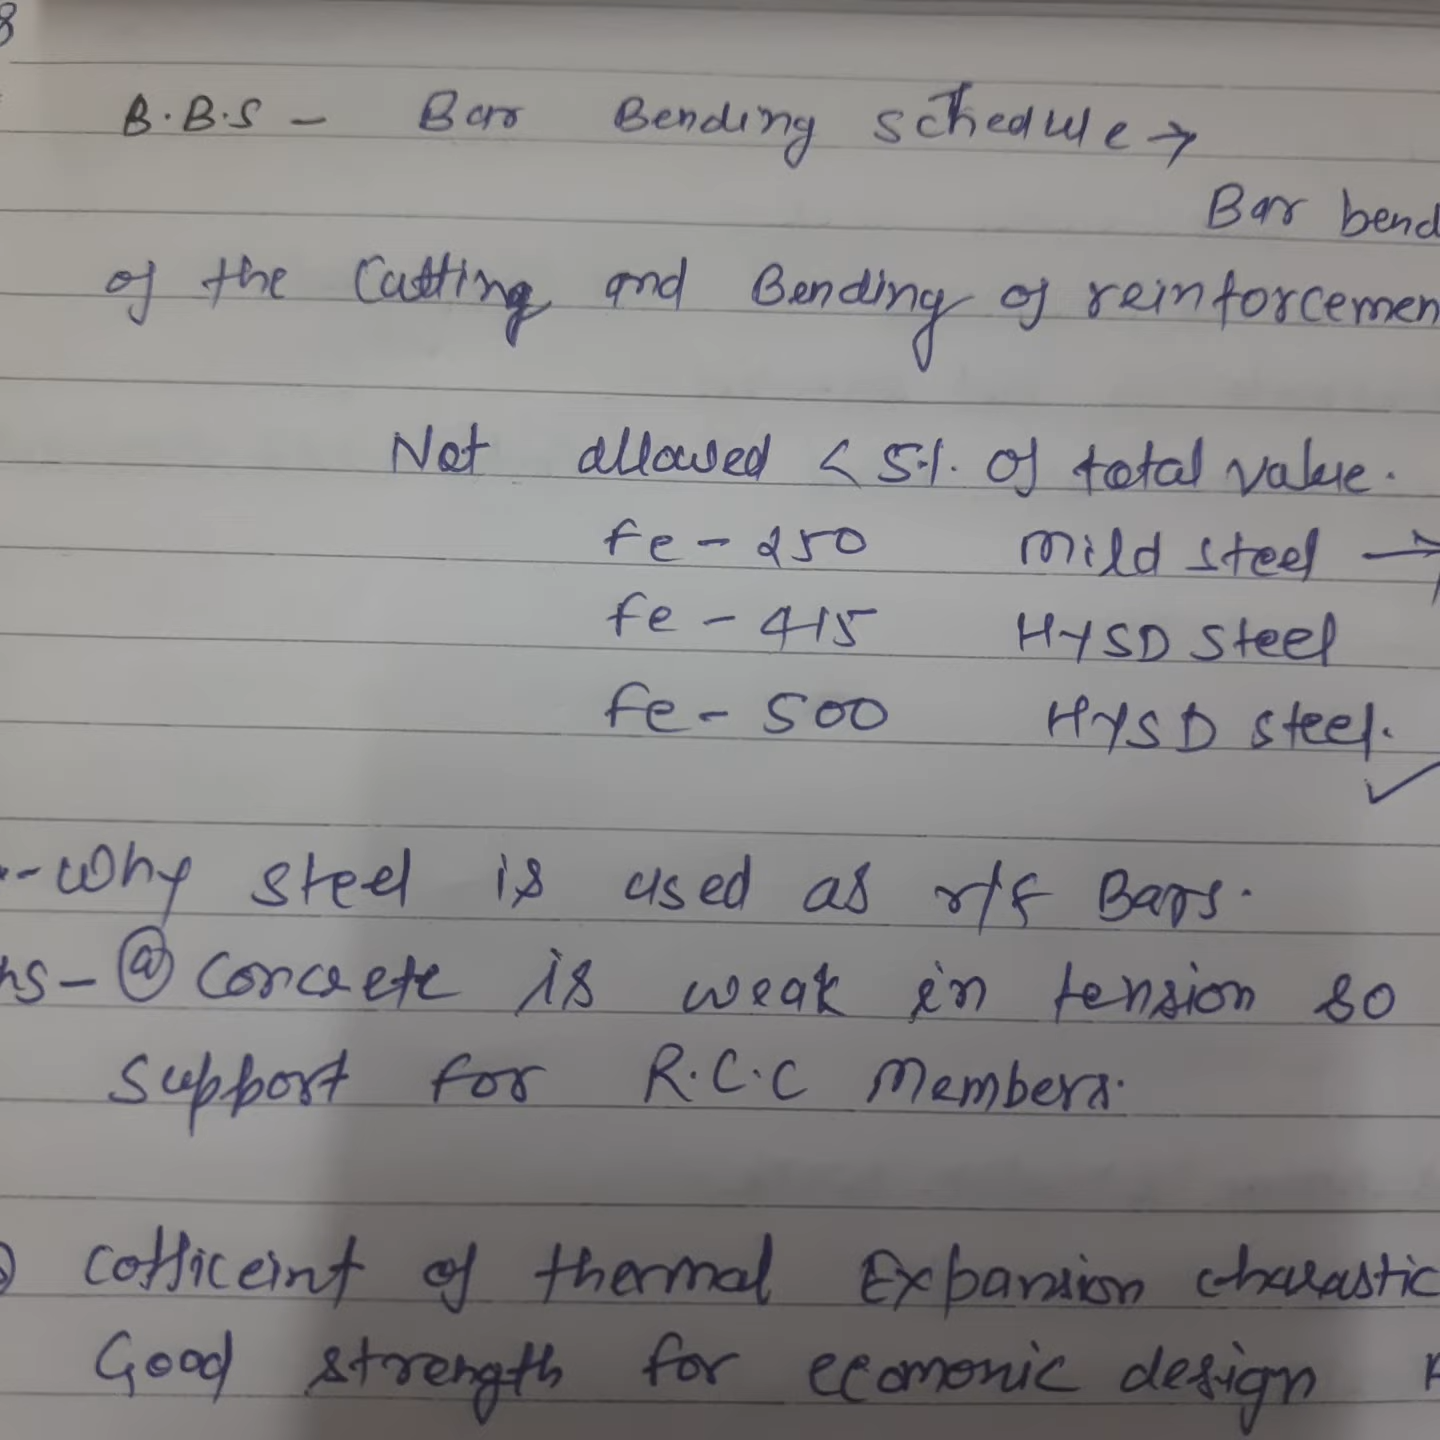 B.B.S - Bar Bending schedule →
Bar bend
of the Cutting and Bending of reinforcemen
Not allowed < 5% of total value.
fe - 250 Mild steel →
fe - 415 HYSD Steel
fe - 500 HYSD steel.
- Why steel is used as r/f Bars.
ns - (a) Concrete is weak in tension so
Support for R.C.C Members.
Cofficeint of thermal Expansion charastic
Good strength for ecomonic design